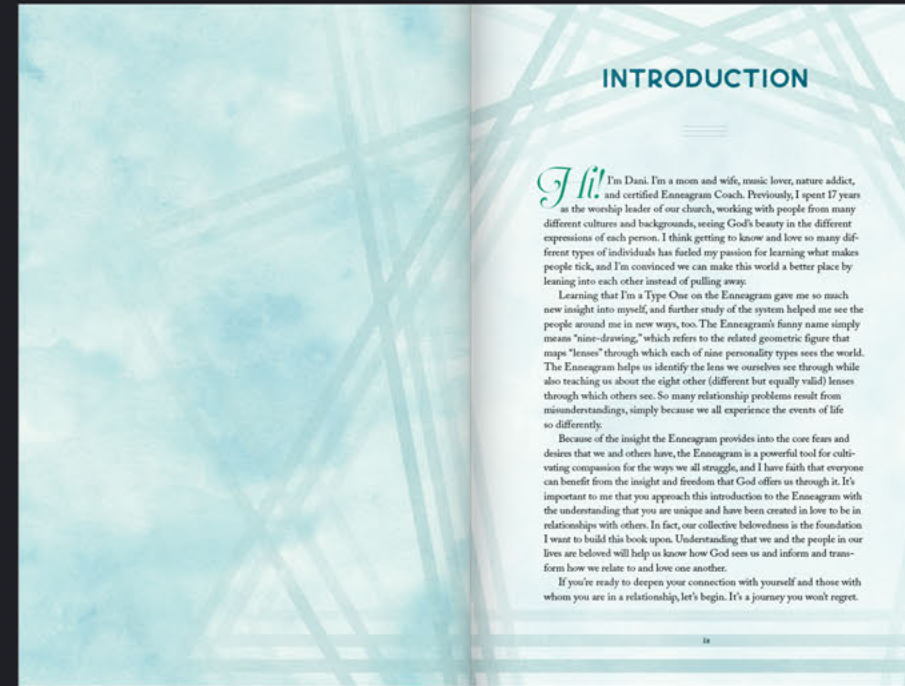 INTRODUCTION
Hi! I'm Dani. I'm a mom and wife, music lover, nature addict,
and certified Enneagram Coach. Previously, I spent 17 years
as the worship leader of our church, working with people from many
different cultures and backgrounds, seeing God's beauty in the different
expressions of each person. I think getting to know and love so many dif-
ferent types of individuals has fueled my passion for learning what makes
people tick, and I'm convinced we can make this world a better place by
leaning into each other instead of pulling away.
Learning that I'm a Type One on the Enneagram gave me so much
new insight into myself, and further study of the system helped me see the
people around me in new ways, too. The Enneagram's funny name simply
means "nine-drawing," which refers to the related geometric figure that
maps "lenses" through which each of nine personality types sees the world.
The Enneagram helps us identify the lens we ourselves see through while
also teaching us about the eight other (different but equally valid) lenses
through which others see. So many relationship problems result from
misunderstandings, simply because we all experience the events of life
so differently.
Because of the insight the Enneagram provides into the core fears and
desires that we and others have, the Enneagram is a powerful tool for culti-
vating compassion for the ways we all struggle, and I have faith that everyone
can benefit from the insight and freedom that God offers us through it. It's
important to me that you approach this introduction to the Enneagram with
the understanding that you are unique and have been created in love to be in
relationships with others. In fact, our collective belovedness is the foundation
I want to build this book upon. Understanding that we and the people in our
lives are beloved will help us know how God sees us and inform and trans-
form how we relate to and love one another.
If you're ready to deepen your connection with yourself and those with
whom you are in a relationship, let's begin. It's a journey you won't regret.
ix